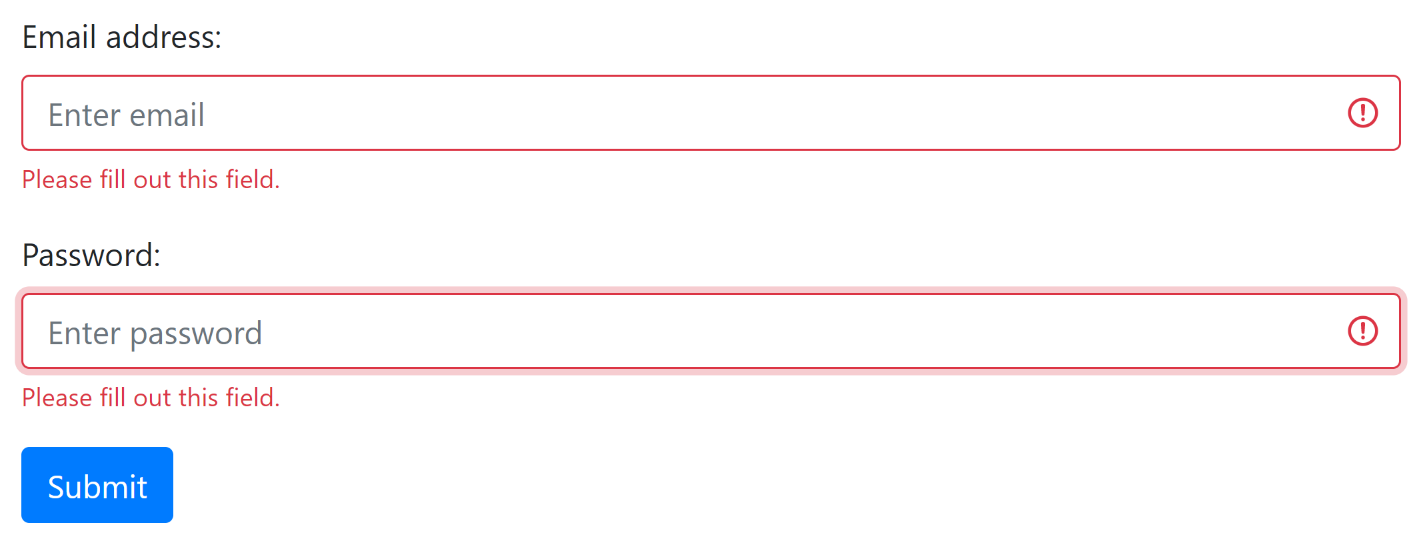 Email address:
Enter email
Please fill out this field.
Password:
Enter password
Please fill out this field.
Submit